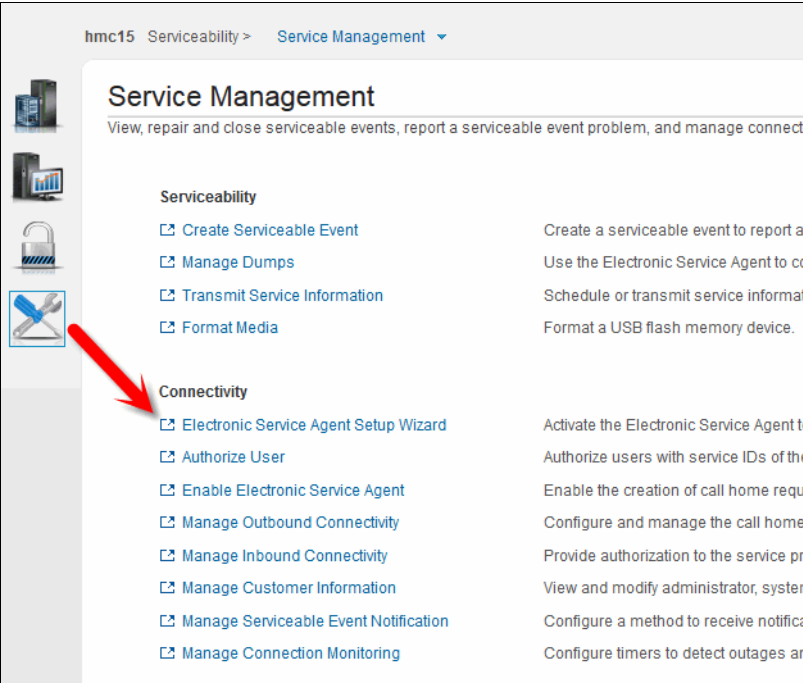 hmc15 Serviceability > Service Management
Service Management
View, repair and close serviceable events, report a serviceable event problem, and manage connect
Serviceability
Create Serviceable Event Create a serviceable event to report a
Manage Dumps Use the Electronic Service Agent to co
Transmit Service Information Schedule or transmit service informat
Format Media Format a USB flash memory device.
Connectivity
Electronic Service Agent Setup Wizard Activate the Electronic Service Agent t
Authorize User Authorize users with service IDs of the
Enable Electronic Service Agent Enable the creation of call home requ
Manage Outbound Connectivity Configure and manage the call home
Manage Inbound Connectivity Provide authorization to the service pr
Manage Customer Information View and modify administrator, system
Manage Serviceable Event Notification Configure a method to receive notifica
Manage Connection Monitoring Configure timers to detect outages an